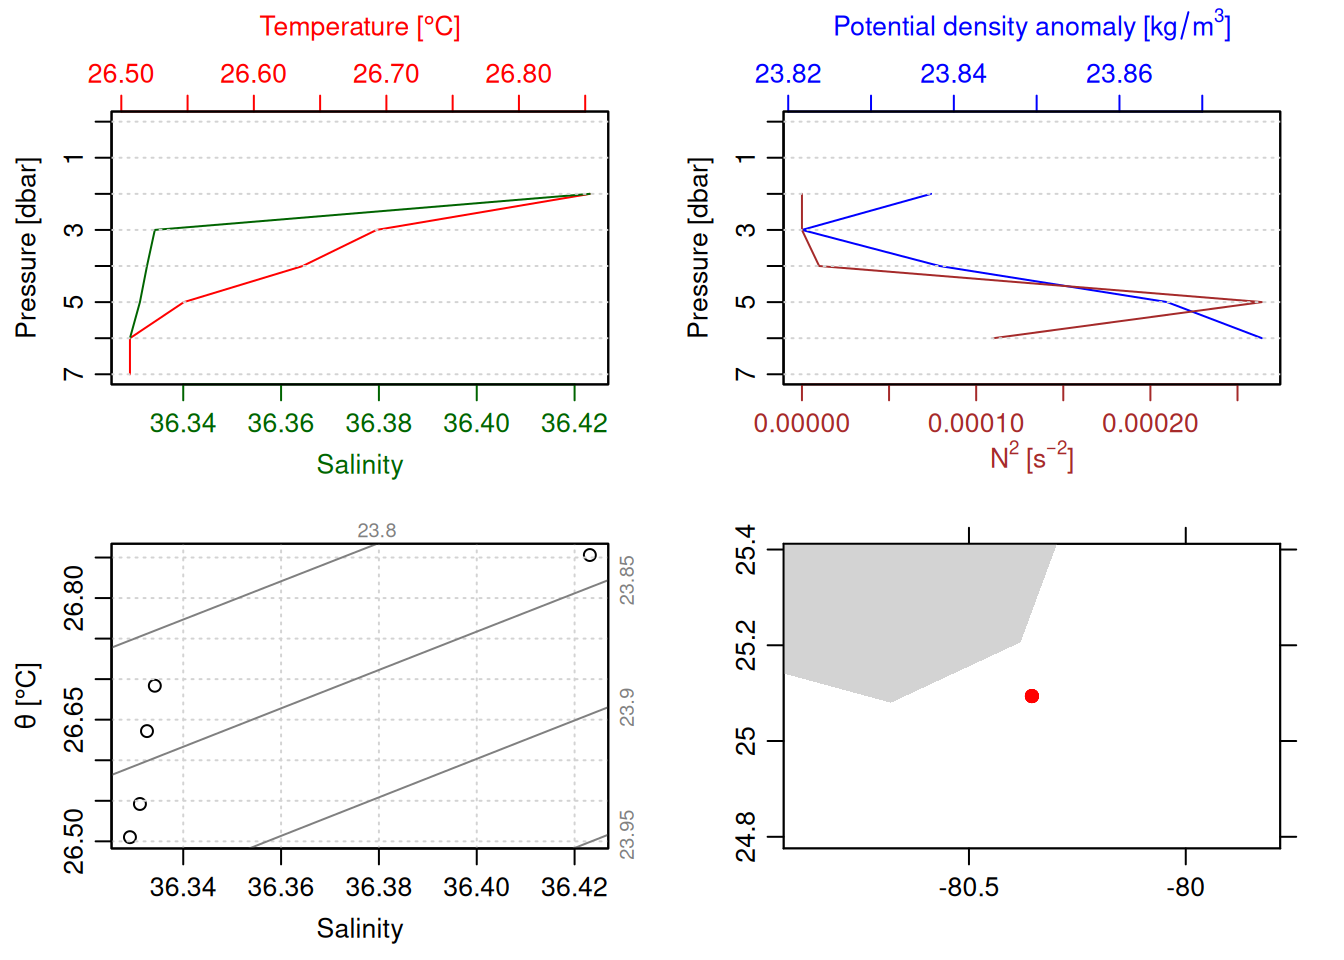 Temperature [°C]
26.50 26.60 26.70 26.80
Pressure [dbar]
1
3
5
7
36.34 36.36 36.38 36.40 36.42
Salinity
Potential density anomaly [kg/m³]
23.82 23.84 23.86
Pressure [dbar]
1
3
5
7
0.00000 0.00010 0.00020
N² [s⁻²]
23.8
23.85
23.9
23.95
θ [°C]
26.80
26.65
26.50
36.34 36.36 36.38 36.40 36.42
Salinity
25.4
25.2
25
24.8
-80.5 -80